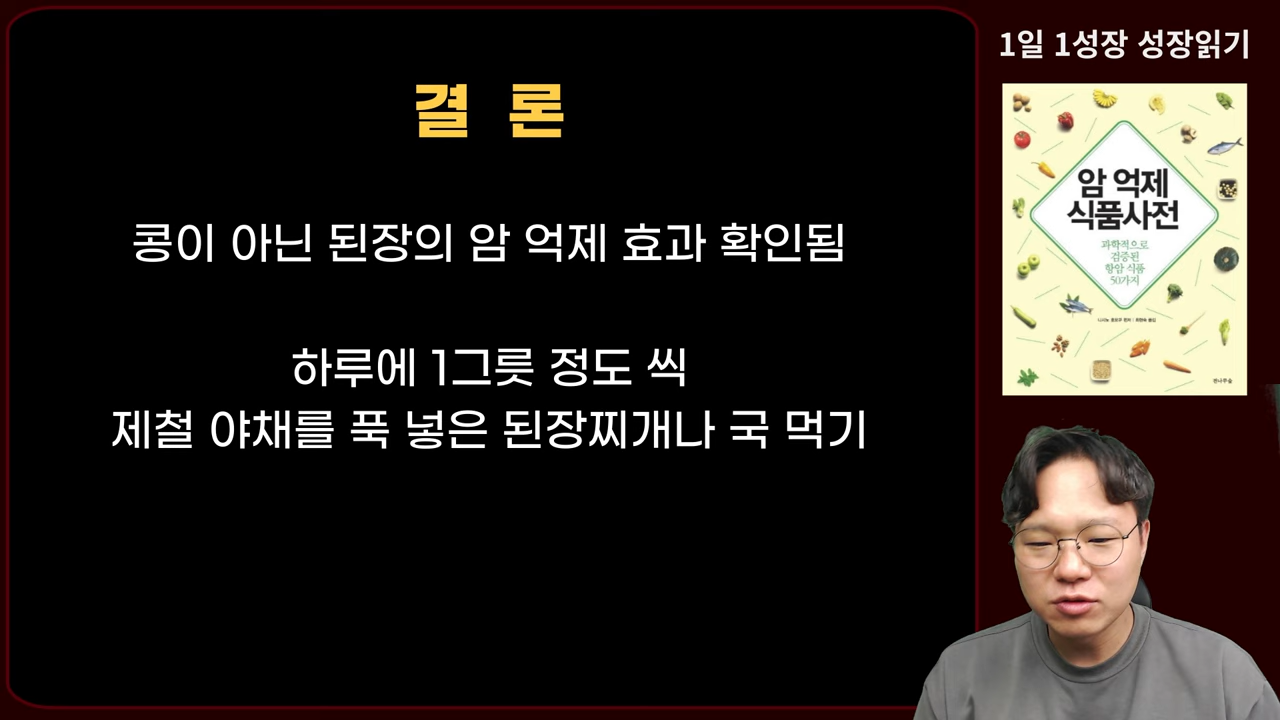 결 론
콩이 아닌 된장의 암 억제 효과 확인됨
하루에 1그릇 정도 씩
제철 야채를 푹 넣은 된장찌개나 국 먹기
1일 1성장 성장읽기
암 억제
식품사전
과학적으로
검증된
항암 식품
50가지